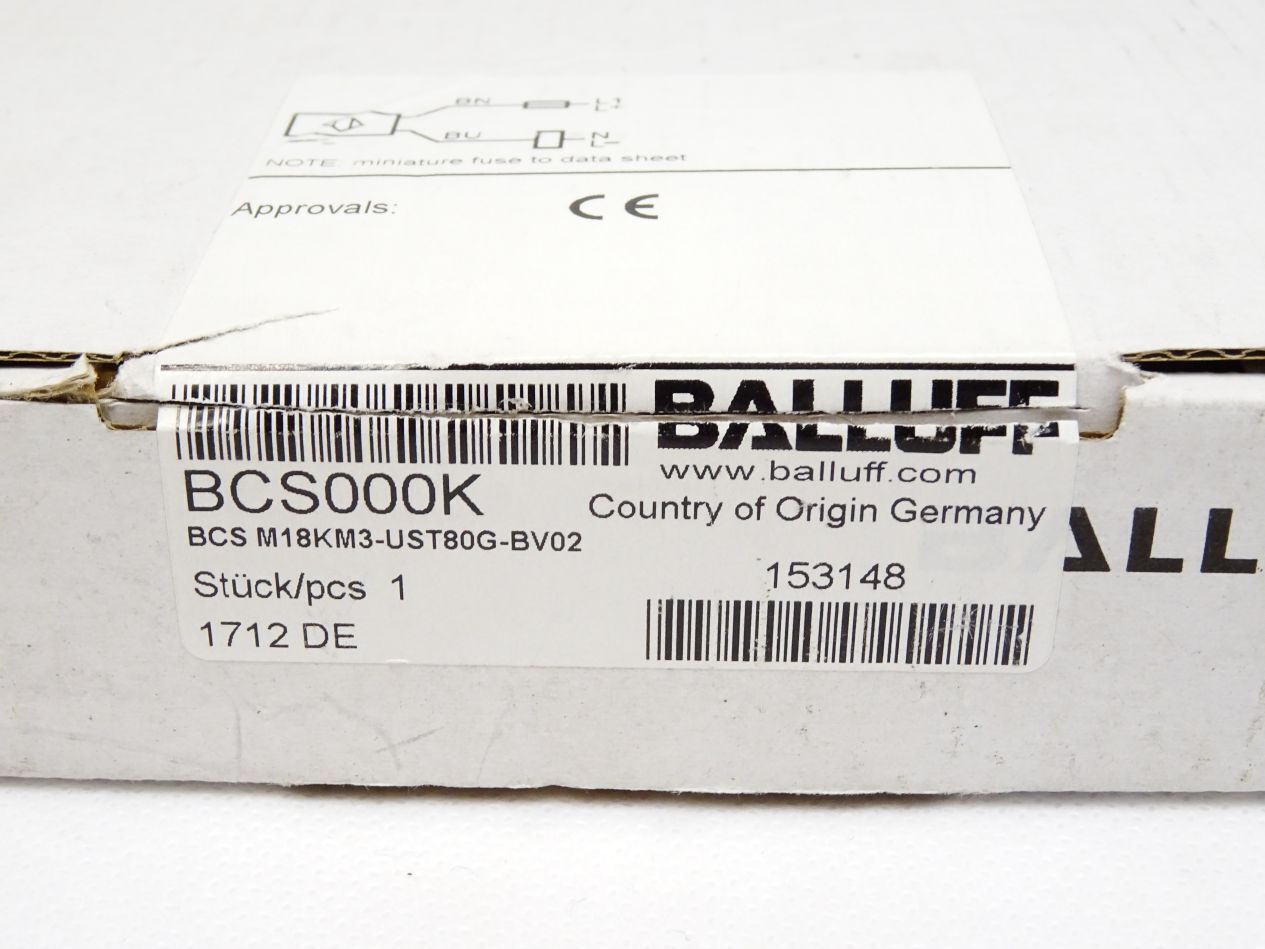 BN L1
L+
BU N
L–
NOTE: miniature fuse to data sheet
Approvals: CE
BALLUFF
www.balluff.com
BCS000K
Country of Origin Germany
BCS M18KM3-UST80G-BV02
Stück/pcs 1
153148
1712 DE
BALL